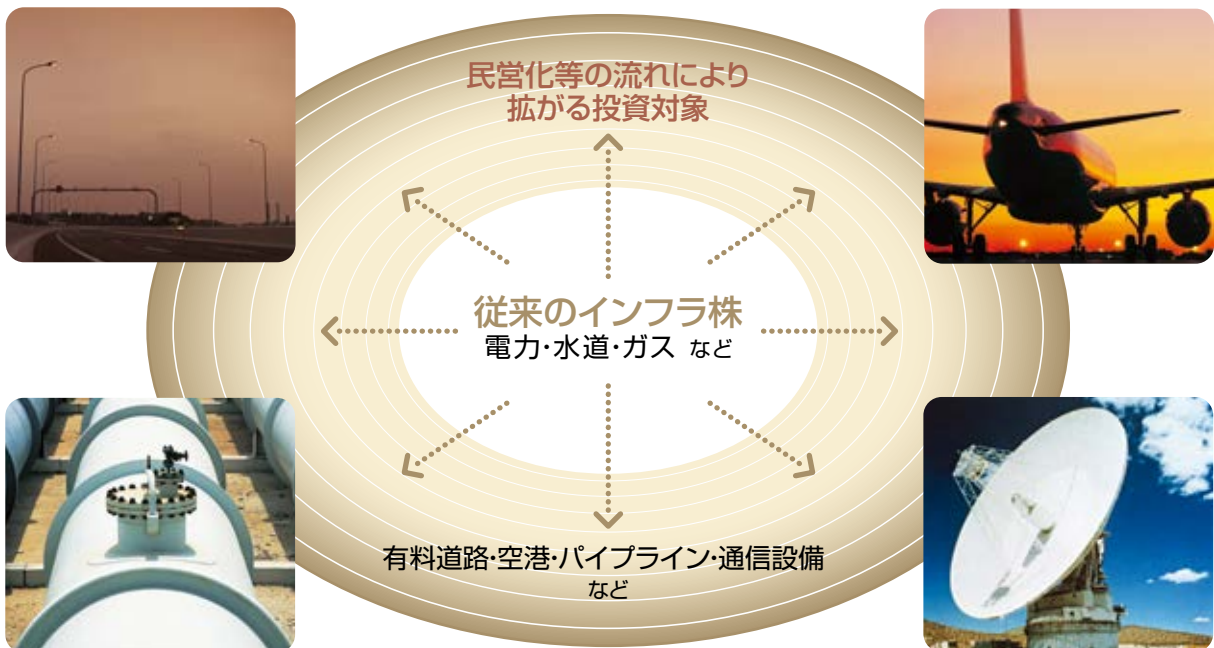 民営化等の流れにより
拡がる投資対象
従来のインフラ株
電力・水道・ガス など
有料道路・空港・パイプライン・通信設備
など